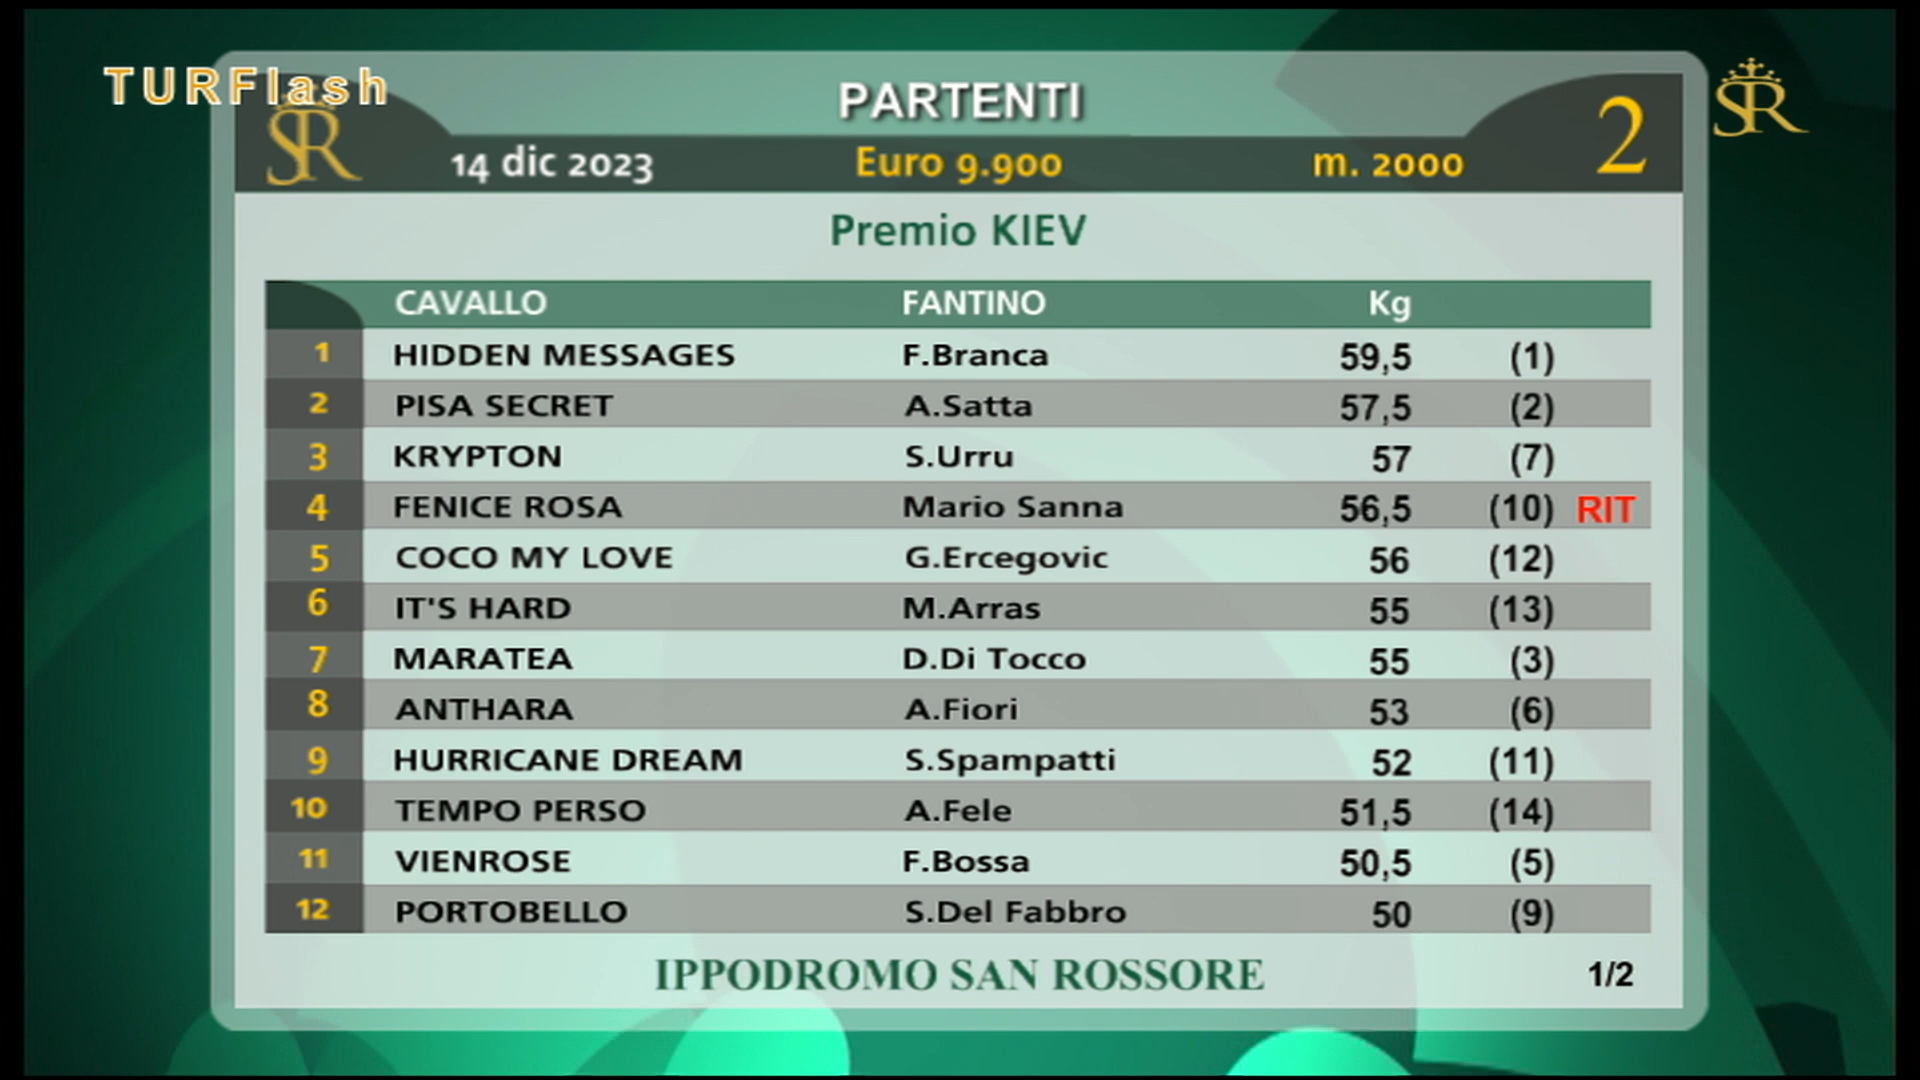 TURFlash
SR
PARTENTI
2
SR
14 dic 2023 Euro 9.900 m. 2000
Premio KIEV
CAVALLO FANTINO Kg
1 HIDDEN MESSAGES F.Branca 59,5 (1)
2 PISA SECRET A.Satta 57,5 (2)
3 KRYPTON S.Urru 57 (7)
4 FENICE ROSA Mario Sanna 56,5 (10) RIT
5 COCO MY LOVE G.Ercegovic 56 (12)
6 IT'S HARD M.Arras 55 (13)
7 MARATEA D.Di Tocco 55 (3)
8 ANTHARA A.Fiori 53 (6)
9 HURRICANE DREAM S.Spampatti 52 (11)
10 TEMPO PERSO A.Fele 51,5 (14)
11 VIENROSE F.Bossa 50,5 (5)
12 PORTOBELLO S.Del Fabbro 50 (9)
IPPODROMO SAN ROSSORE 1/2